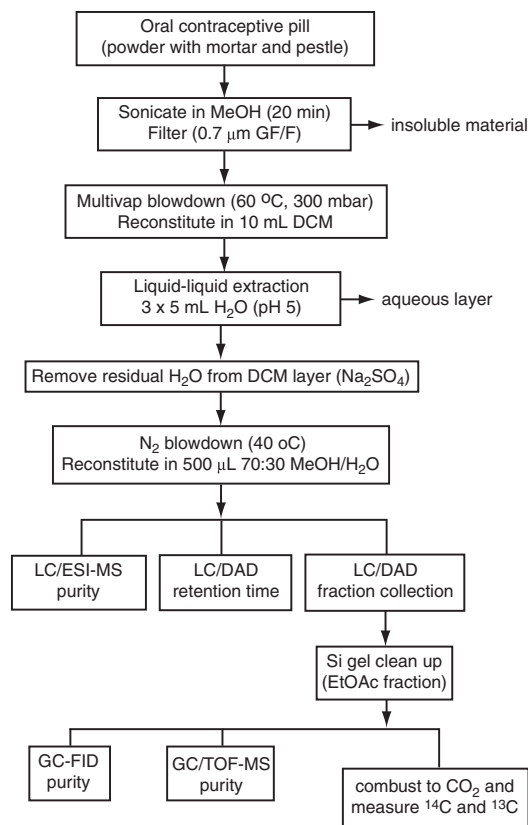 Oral contraceptive pill
(powder with mortar and pestle)
Sonicate in MeOH (20 min)
Filter (0.7 μm GF/F)
insoluble material
Multivap blowdown (60 ⁰C, 300 mbar)
Reconstitute in 10 mL DCM
Liquid-liquid extraction
3 x 5 mL H₂O (pH 5)
aqueous layer
Remove residual H₂O from DCM layer (Na₂SO₄)
N₂ blowdown (40 oC)
Reconstitute in 500 μL 70:30 MeOH/H₂O
LC/ESI-MS
purity
LC/DAD
retention time
LC/DAD
fraction collection
Si gel clean up
(EtOAc fraction)
GC-FID
purity
GC/TOF-MS
purity
combust to CO₂ and
measure ¹⁴C and ¹³C